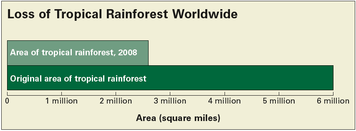 Loss of Tropical Rainforest Worldwide
Area of tropical rainforest, 2008
Original area of tropical rainforest
0 1 million 2 million 3 million 4 million 5 million 6 million
Area (square miles)